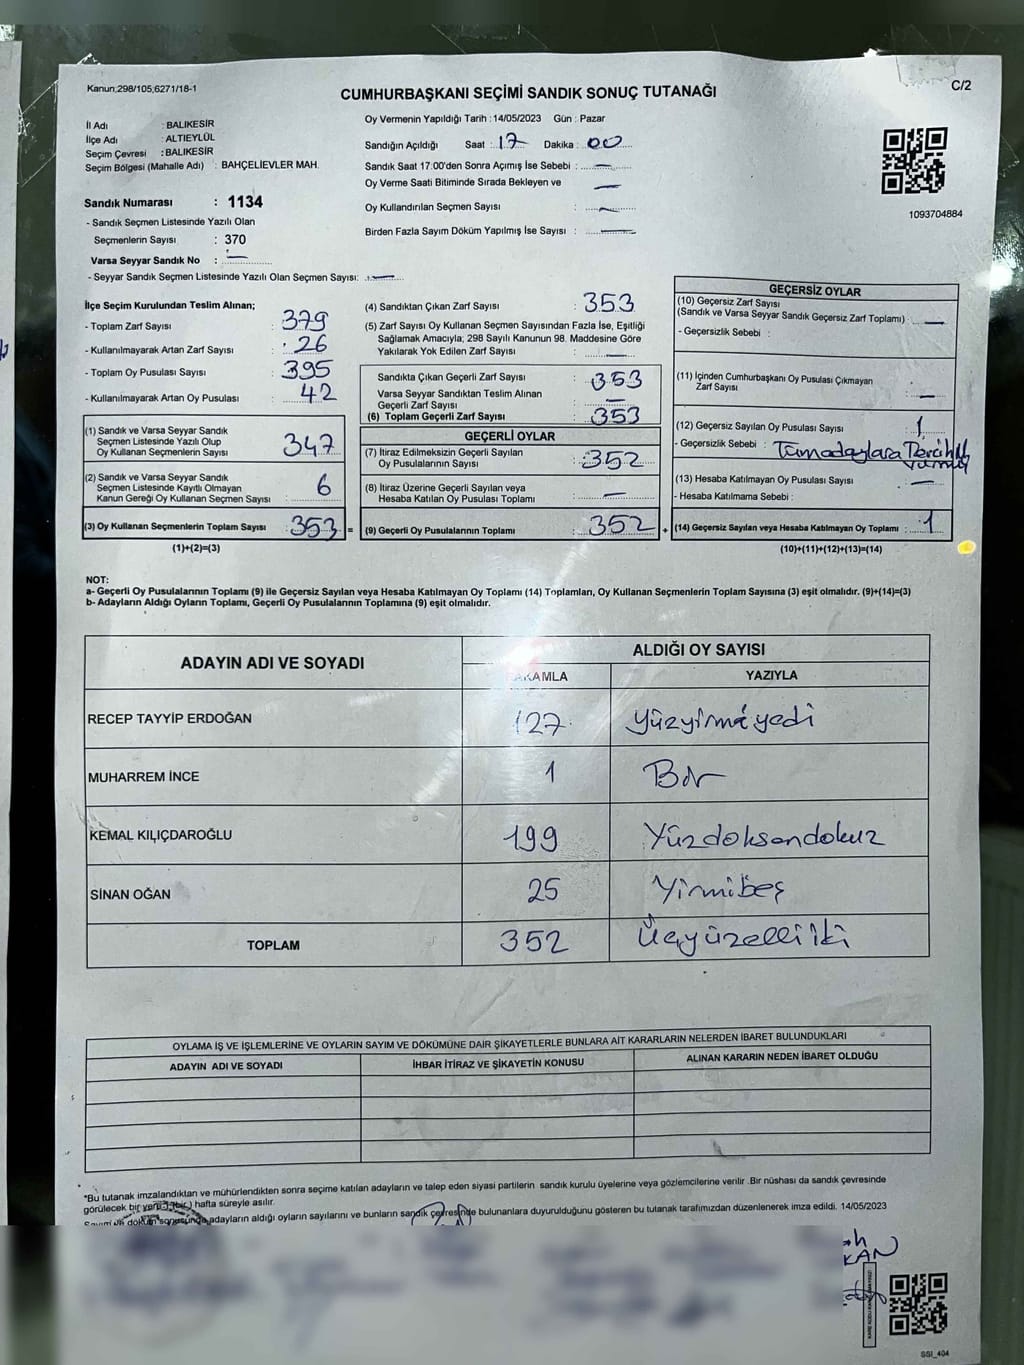 Kanun;298/105,6271/18-1
CUMHURBAŞKANI SEÇİMİ SANDIK SONUÇ TUTANAĞI
C/2
İl Adı : BALIKESİR
İlçe Adı : ALTIEYLÜL
Seçim Çevresi : BALIKESİR
Seçim Bölgesi (Mahalle Adı) : BAHÇELİEVLER MAH.
Sandık Numarası : 1134
- Sandık Seçmen Listesinde Yazılı Olan
Seçmenlerin Sayısı : 370
Varsa Seyyar Sandık No : —
- Seyyar Sandık Seçmen Listesinde Yazılı Olan Seçmen Sayısı: —
Oy Vermenin Yapıldığı Tarih : 14/05/2023 Gün : Pazar
Sandığın Açıldığı Saat : 17 Dakika : 00
Sandık Saat 17:00'den Sonra Açımış İse Sebebi : —
Oy Verme Saati Bitiminde Sırada Bekleyen ve —
Oy Kullandırılan Seçmen Sayısı : —
Birden Fazla Sayım Döküm Yapılmış İse Sayısı : —
1093704884
İlçe Seçim Kurulundan Teslim Alınan;
- Toplam Zarf Sayısı : 379
- Kullanılmayarak Artan Zarf Sayısı : 26
- Toplam Oy Pusulası Sayısı : 395
- Kullanılmayarak Artan Oy Pusulası : 42
(1) Sandık ve Varsa Seyyar Sandık
Seçmen Listesinde Yazılı Olup
Oy Kullanan Seçmenlerin Sayısı : 347
(2) Sandık ve Varsa Seyyar Sandık
Seçmen Listesinde Kayıtlı Olmayan
Kanun Gereği Oy Kullanan Seçmen Sayısı : 6
(3) Oy Kullanan Seçmenlerin Toplam Sayısı : 353 =
(1)+(2)=(3)
(4) Sandıktan Çıkan Zarf Sayısı : 353
(5) Zarf Sayısı Oy Kullanan Seçmen Sayısından Fazla İse, Eşitliği
Sağlamak Amacıyla; 298 Sayılı Kanunun 98. Maddesine Göre
Yakılarak Yok Edilen Zarf Sayısı : —
Sandıkta Çıkan Geçerli Zarf Sayısı : 353
Varsa Seyyar Sandıktan Teslim Alınan
Geçerli Zarf Sayısı : —
(6) Toplam Geçerli Zarf Sayısı : 353
GEÇERLİ OYLAR
(7) İtiraz Edilmeksizin Geçerli Sayılan
Oy Pusulalarının Sayısı : 352
(8) İtiraz Üzerine Geçerli Sayılan veya
Hesaba Katılan Oy Pusulası Toplamı : —
(9) Geçerli Oy Pusulalarının Toplamı : 352 +
GEÇERSİZ OYLAR
(10) Geçersiz Zarf Sayısı
(Sandık ve Varsa Seyyar Sandık Geçersiz Zarf Toplamı) : —
- Geçersizlik Sebebi :
(11) İçinden Cumhurbaşkanı Oy Pusulası Çıkmayan
Zarf Sayısı : —
(12) Geçersiz Sayılan Oy Pusulası Sayısı : 1
- Geçersizlik Sebebi : Tüm adaylara Tercih
(13) Hesaba Katılmayan Oy Pusulası Sayısı : —
- Hesaba Katılmama Sebebi :
(14) Geçersiz Sayılan veya Hesaba Katılmayan Oy Toplamı : 1
(10)+(11)+(12)+(13)=(14)
NOT:
a- Geçerli Oy Pusulalarının Toplamı (9) ile Geçersiz Sayılan veya Hesaba Katılmayan Oy Toplamı (14) Toplamları, Oy Kullanan Seçmenlerin Toplam Sayısına (3) eşit olmalıdır. (9)+(14)=(3)
b- Adayların Aldığı Oyların Toplamı, Geçerli Oy Pusulalarının Toplamına (9) eşit olmalıdır.
ADAYIN ADI VE SOYADI ALDIĞI OY SAYISI
RAKAMLA YAZIYLA
RECEP TAYYİP ERDOĞAN 127 Yüzyirmiyedi
MUHARREM İNCE 1 Bir
KEMAL KILIÇDAROĞLU 199 Yüzdoksandokuz
SİNAN OĞAN 25 Yirmibeş
TOPLAM 352 Üçyüzelliiki
OYLAMA İŞ VE İŞLEMLERİNE VE OYLARIN SAYIM VE DÖKÜMÜNE DAİR ŞİKAYETLERLE BUNLARA AİT KARARLARIN NELERDEN İBARET BULUNDUKLARI
ADAYIN ADI VE SOYADI İHBAR İTİRAZ VE ŞİKAYETİN KONUSU ALINAN KARARIN NEDEN İBARET OLDUĞU
*Bu tutanak imzalandıktan ve mühürlendikten sonra seçime katılan adayların ve talep eden siyasi partilerin sandık kurulu üyelerine veya gözlemcilerine verilir .Bir nüshası da sandık çevresinde
görülecek bir yere 1(bir ) hafta süreyle asılır.
Sayım ve döküm sonucunda adayların aldığı oyların sayılarını ve bunların sandık çevresinde bulunanlara duyurulduğunu gösteren bu tutanak tarafımızdan düzenlenerek imza edildi. 14/05/2023
KAN
SSI_404